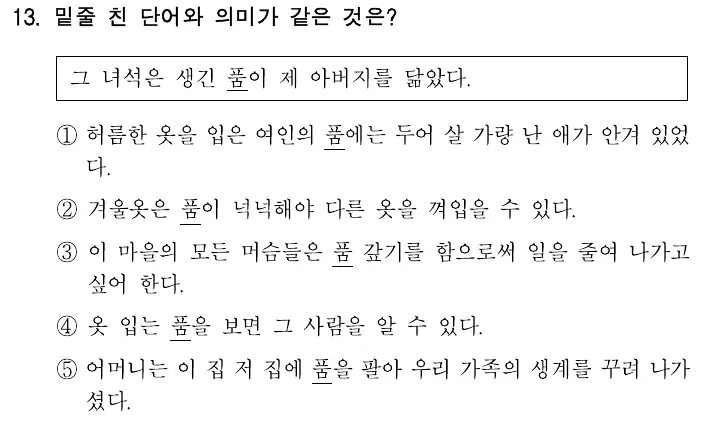 13. 밑줄 친 단어와 의미가 같은 것은?
그 녀석은 생긴 품이 제 아버지를 닮았다.
① 허름한 옷을 입은 여인의 품에는 두어 살 가량 난 애가 안겨 있었
다.
② 겨울옷은 품이 넉넉해야 다른 옷을 껴입을 수 있다.
③ 이 마을의 모든 머슴들은 품 갚기를 함으로써 일을 줄여 나가고
싶어 한다.
④ 옷 입는 품을 보면 그 사람을 알 수 있다.
⑤ 어머니는 이 집 저 집에 품을 팔아 우리 가족의 생계를 꾸려 나가
셨다.